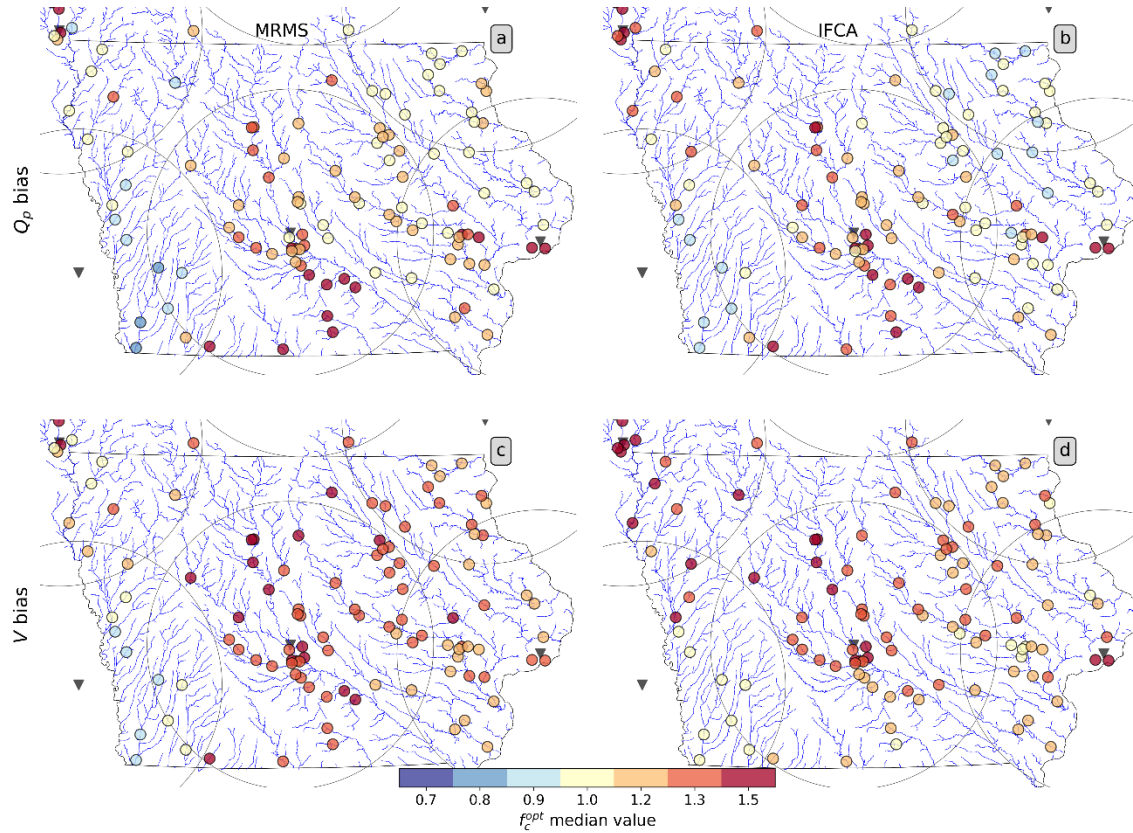 MRMS
IFCA
a
b
Qp bias
c
d
V bias
0.7 0.8 0.9 1.0 1.2 1.3 1.5
fcopt median value